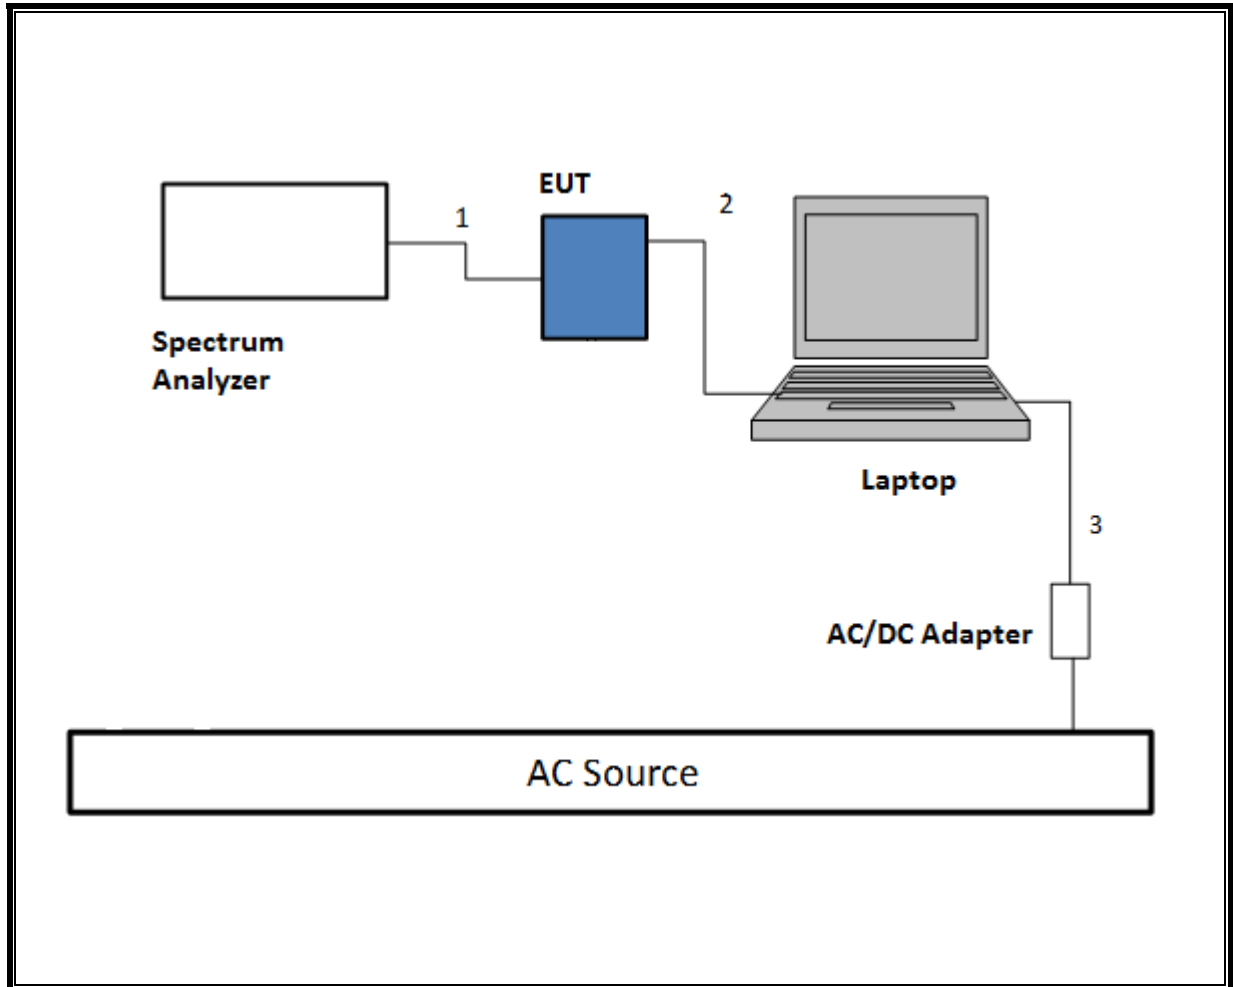 EUT
1
2
Spectrum
Analyzer
Laptop
3
AC/DC Adapter
AC Source